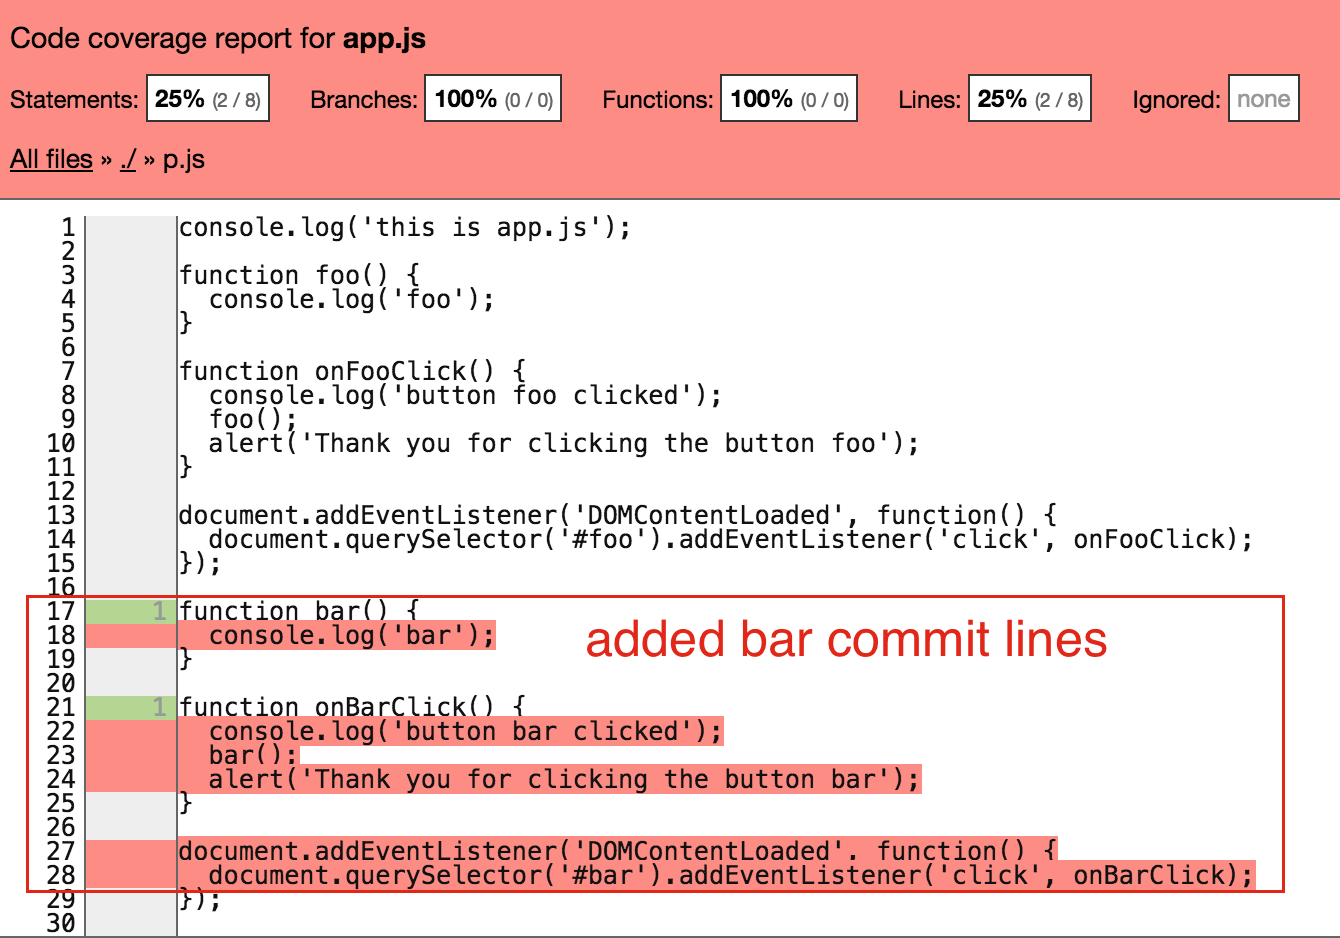 Code coverage report for app.js
Statements: 25% (2 / 8) Branches: 100% (0 / 0) Functions: 100% (0 / 0) Lines: 25% (2 / 8) Ignored: none
All files » ./ » p.js
1 console.log('this is app.js');
2
3 function foo() {
4   console.log('foo');
5 }
6
7 function onFooClick() {
8   console.log('button foo clicked');
9   foo();
10   alert('Thank you for clicking the button foo');
11 }
12
13 document.addEventListener('DOMContentLoaded', function() {
14   document.querySelector('#foo').addEventListener('click', onFooClick);
15 });
16
17 1 function bar() {
18   console.log('bar');
added bar commit lines
19 }
20
21 1 function onBarClick() {
22   console.log('button bar clicked');
23   bar();
24   alert('Thank you for clicking the button bar');
25 }
26
27 document.addEventListener('DOMContentLoaded', function() {
28   document.querySelector('#bar').addEventListener('click', onBarClick);
29 });
30